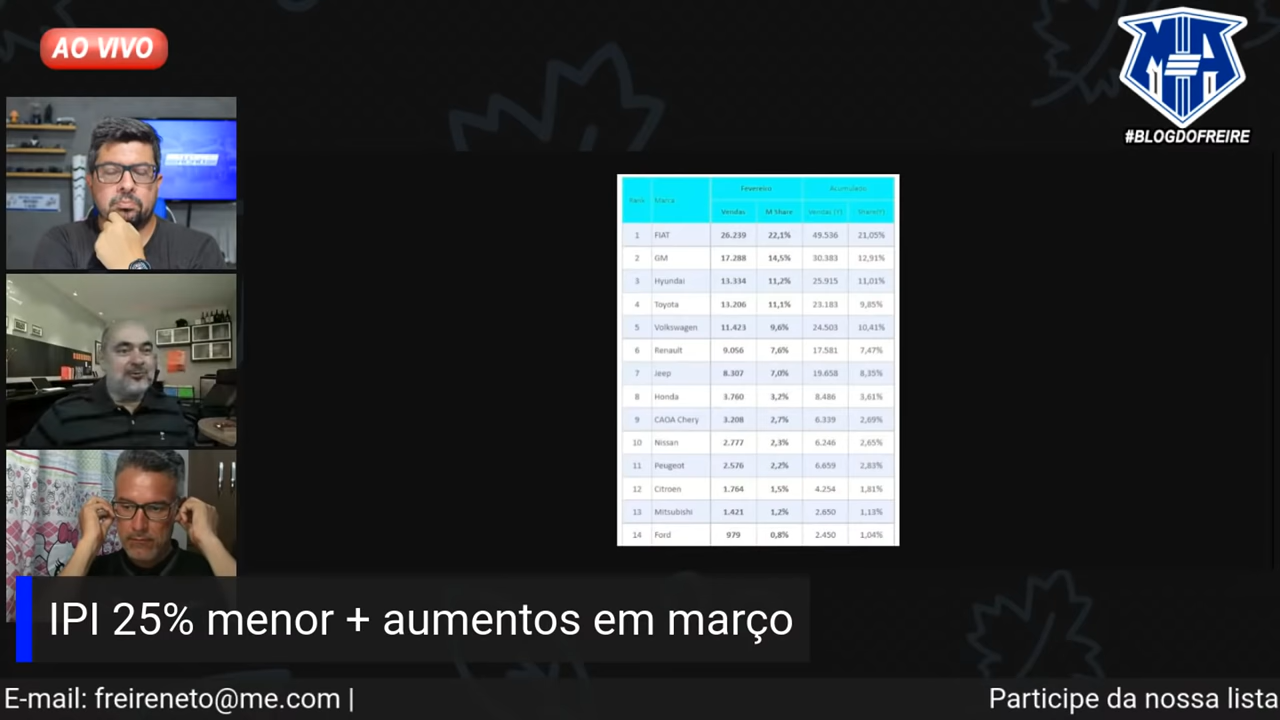 AO VIVO
MA
#BLOGDOFREIRE
Rank Marca Fevereiro Acumulado
Vendas M Share Vendas (Y) Share(Y)
1 FIAT 26.239 22,1% 49.536 21,05%
2 GM 17.288 14,5% 30.383 12,91%
3 Hyundai 13.334 11,2% 25.915 11,01%
4 Toyota 13.206 11,1% 23.183 9,85%
5 Volkswagen 11.423 9,6% 24.503 10,41%
6 Renault 9.056 7,6% 17.581 7,47%
7 Jeep 8.307 7,0% 19.658 8,35%
8 Honda 3.760 3,2% 8.486 3,61%
9 CAOA Chery 3.208 2,7% 6.339 2,69%
10 Nissan 2.777 2,3% 6.246 2,65%
11 Peugeot 2.576 2,2% 6.659 2,83%
12 Citroen 1.764 1,5% 4.254 1,81%
13 Mitsubishi 1.421 1,2% 2.650 1,13%
14 Ford 979 0,8% 2.450 1,04%
IPI 25% menor + aumentos em março
E-mail: freireneto@me.com |
Participe da nossa lista